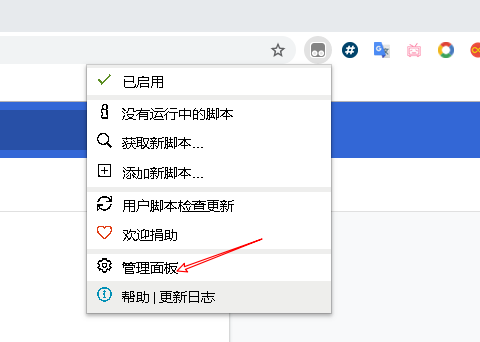 已启用
没有运行中的脚本
获取新脚本...
添加新脚本...
用户脚本检查更新
欢迎捐助
管理面板
帮助 | 更新日志